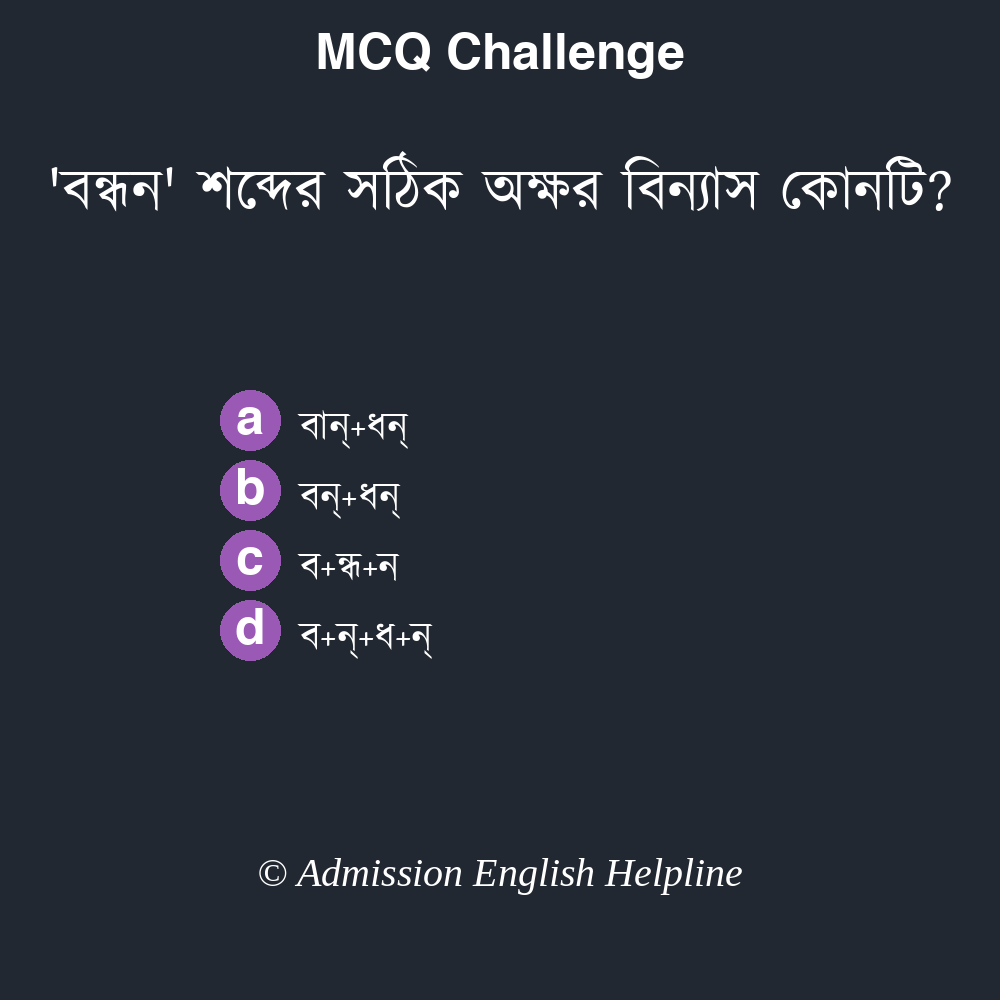 MCQ Challenge
'বন্ধন' শব্দের সঠিক অক্ষর বিন্যাস কোনটি?
a বান্+ধন্
b বন্+ধন্
c ব+ন্ধ+ন
d ব+ন্+ধ+ন্
© Admission English Helpline